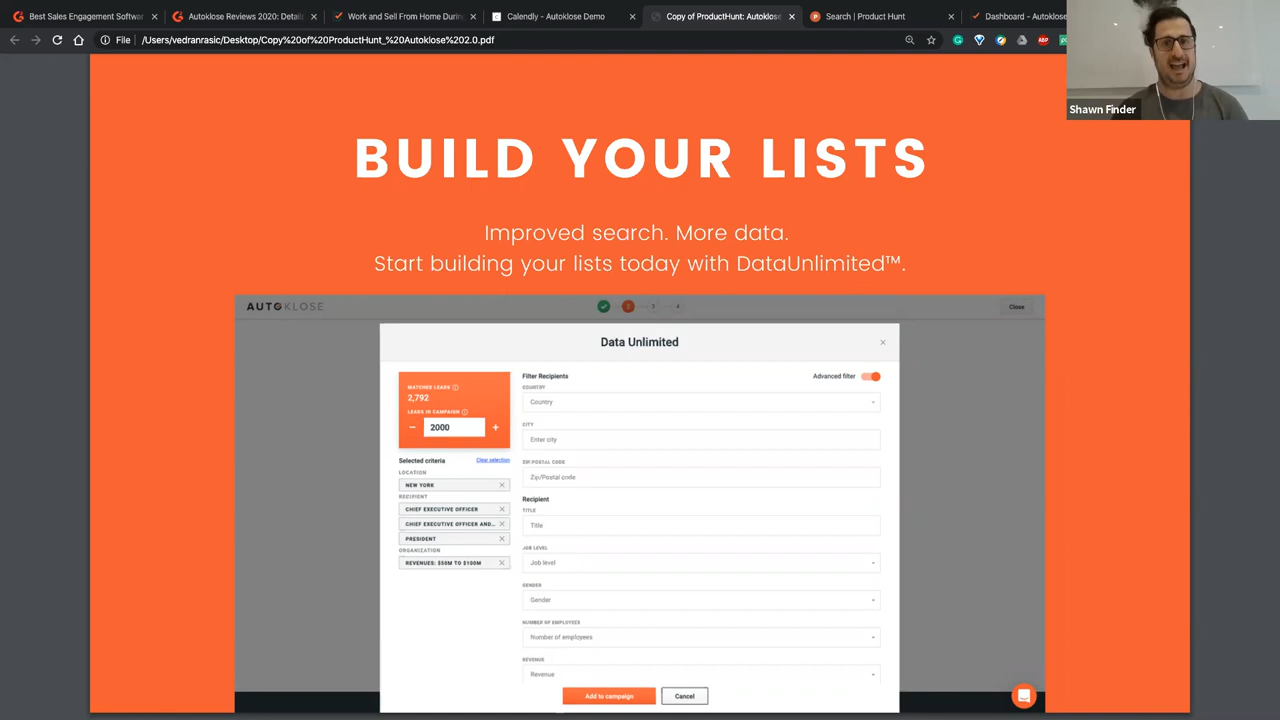 Best Sales Engagement Softwar
Autoklose Reviews 2020: Detail
Work and Sell From Home Durin
Calendly - Autoklose Demo
Copy of ProductHunt: Autoklose
Search | Product Hunt
Dashboard - Autoklose
File
/Users/vedranrasic/Desktop/Copy%20of%20ProductHunt_%20Autoklose%202.0.pdf
ABP
Shawn Finder
BUILD YOUR LISTS
Improved search. More data.
Start building your lists today with DataUnlimited™.
AUTOKLOSE
2
3
4
Close
Data Unlimited
MATCHED LEADS
2,792
LEADS IN CAMPAIGN
2000
Selected criteria
Clear selection
LOCATION
NEW YORK
RECIPIENT
CHIEF EXECUTIVE OFFICER
CHIEF EXECUTIVE OFFICER AND...
PRESIDENT
ORGANIZATION
REVENUES: $50M TO $100M
Filter Recipients
Advanced filter
COUNTRY
Country
CITY
Enter city
ZIP/POSTAL CODE
Zip/Postal code
Recipient
TITLE
Title
JOB LEVEL
Job level
GENDER
Gender
NUMBER OF EMPLOYEES
Number of employees
REVENUE
Revenue
Add to campaign
Cancel